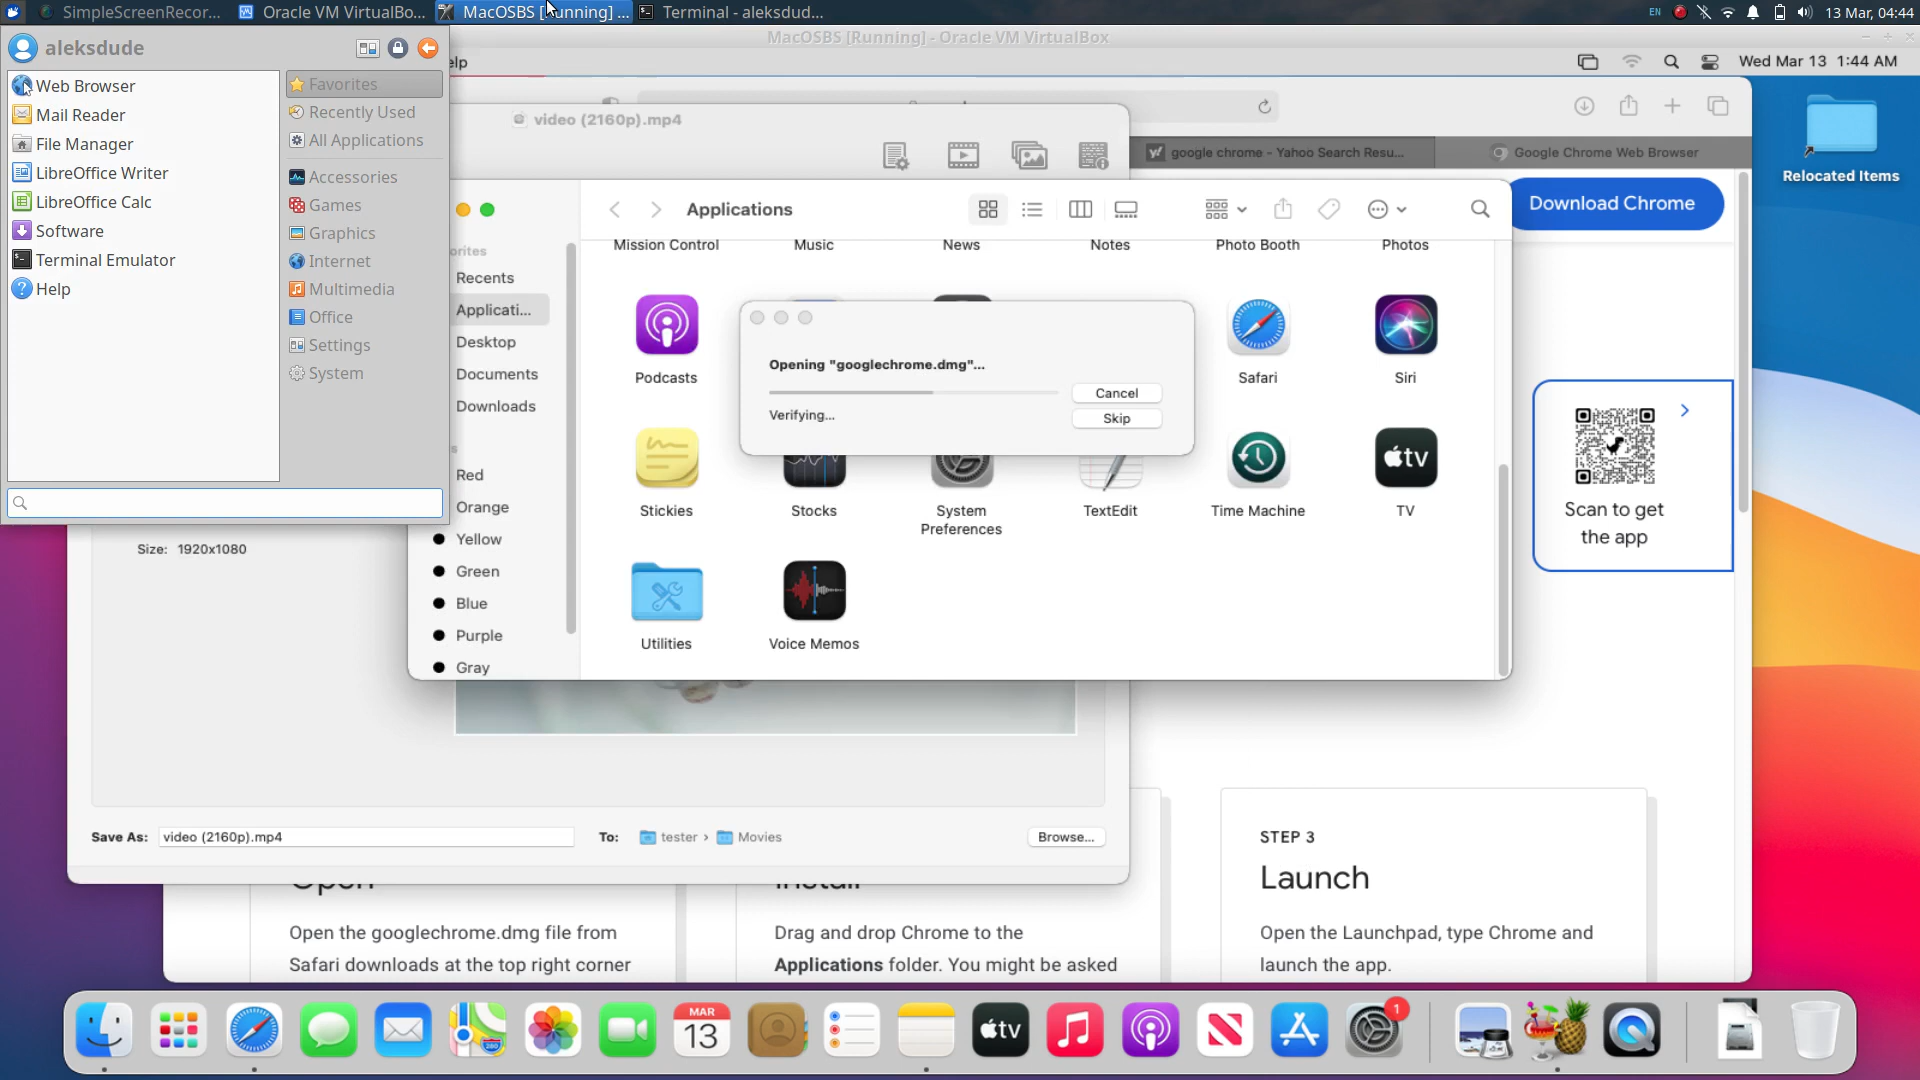 SimpleScreenRecor...
Oracle VM VirtualBo...
MacOSBS [Running] ...
Terminal - aleksdud...
EN
13 Mar, 04:44
aleksdude
MacOSBS [Running] - Oracle VM VirtualBox
elp
Wed Mar 13 1:44 AM
Web Browser
Mail Reader
File Manager
LibreOffice Writer
LibreOffice Calc
Software
Terminal Emulator
Help
Favorites
Recently Used
All Applications
Accessories
Games
Graphics
Internet
Multimedia
Office
Settings
System
video (2160p).mp4
google chrome - Yahoo Search Resu...
Google Chrome Web Browser
Relocated Items
Download Chrome
Applications
orites
Recents
Applicati...
Desktop
Documents
Downloads
s
Red
Orange
Yellow
Green
Blue
Purple
Gray
Mission Control
Music
News
Notes
Photo Booth
Photos
Podcasts
Safari
Siri
Opening "googlechrome.dmg"...
Verifying...
Cancel
Skip
Stickies
Stocks
System
Preferences
TextEdit
Time Machine
tv
TV
Utilities
Voice Memos
Scan to get
the app
Size: 1920x1080
Save As: video (2160p).mp4
To: tester › Movies
Browse...
Open
Install
STEP 3
Launch
Open the googlechrome.dmg file from
Safari downloads at the top right corner
Drag and drop Chrome to the
Applications folder. You might be asked
Open the Launchpad, type Chrome and
launch the app.
MAR
13
280
tv
1